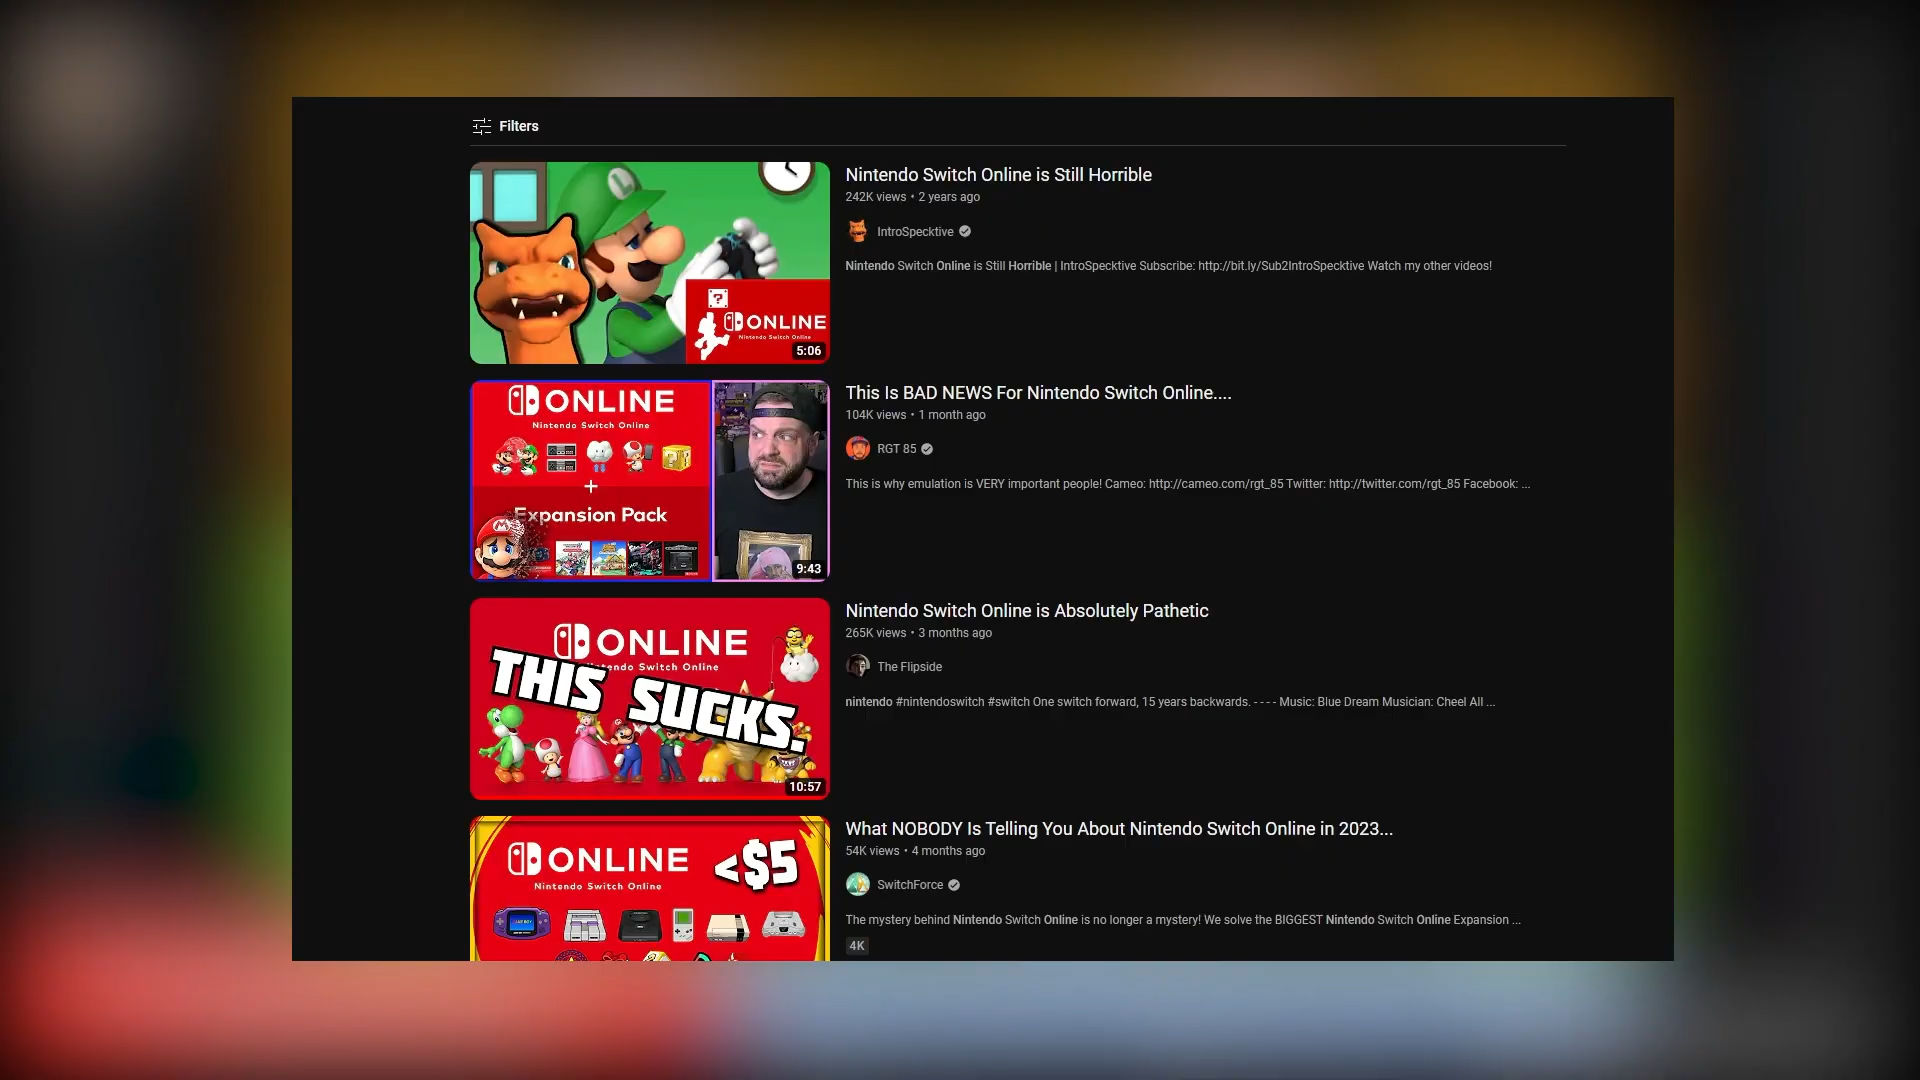 Filters
Nintendo Switch Online is Still Horrible
242K views • 2 years ago
IntroSpecktive
Nintendo Switch Online is Still Horrible | IntroSpecktive Subscribe: http://bit.ly/Sub2IntroSpecktive Watch my other videos!
L
?
ONLINE
Nintendo Switch Online
5:06
This Is BAD NEWS For Nintendo Switch Online....
104K views • 1 month ago
RGT 85
This is why emulation is VERY important people! Cameo: http://cameo.com/rgt_85 Twitter: http://twitter.com/rgt_85 Facebook: ...
ONLINE
Nintendo Switch Online
+
Expansion Pack
9:43
Nintendo Switch Online is Absolutely Pathetic
265K views • 3 months ago
The Flipside
nintendo #nintendoswitch #switch One switch forward, 15 years backwards. - - - - Music: Blue Dream Musician: Cheel All ...
ONLINE
Nintendo Switch Online
THIS SUCKS.
10:57
What NOBODY Is Telling You About Nintendo Switch Online in 2023...
54K views • 4 months ago
SwitchForce
The mystery behind Nintendo Switch Online is no longer a mystery! We solve the BIGGEST Nintendo Switch Online Expansion ...
4K
ONLINE
Nintendo Switch Online
<$5